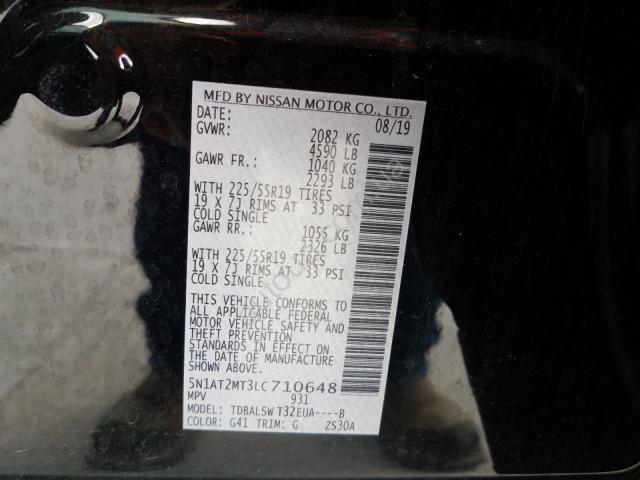 MFD BY NISSAN MOTOR CO., LTD.
DATE: 08/19
GVWR: 2082 KG
4590 LB
GAWR FR.: 1040 KG
2293 LB
WITH 225/55R19 TIRES
19 X 7J RIMS AT 33 PSI
COLD SINGLE
GAWR RR.: 1055 KG
2326 LB
WITH 225/55R19 TIRES
19 X 7J RIMS AT 33 PSI
COLD SINGLE
THIS VEHICLE CONFORMS TO
ALL APPLICABLE FEDERAL
MOTOR VEHICLE SAFETY AND
THEFT PREVENTION
STANDARDS IN EFFECT ON
THE DATE OF MANUFACTURE
SHOWN ABOVE.
5N1AT2MT3LC710648
MPV 931
MODEL: TDBALSW T32EUA----B
COLOR: G41 TRIM: G ZS30A